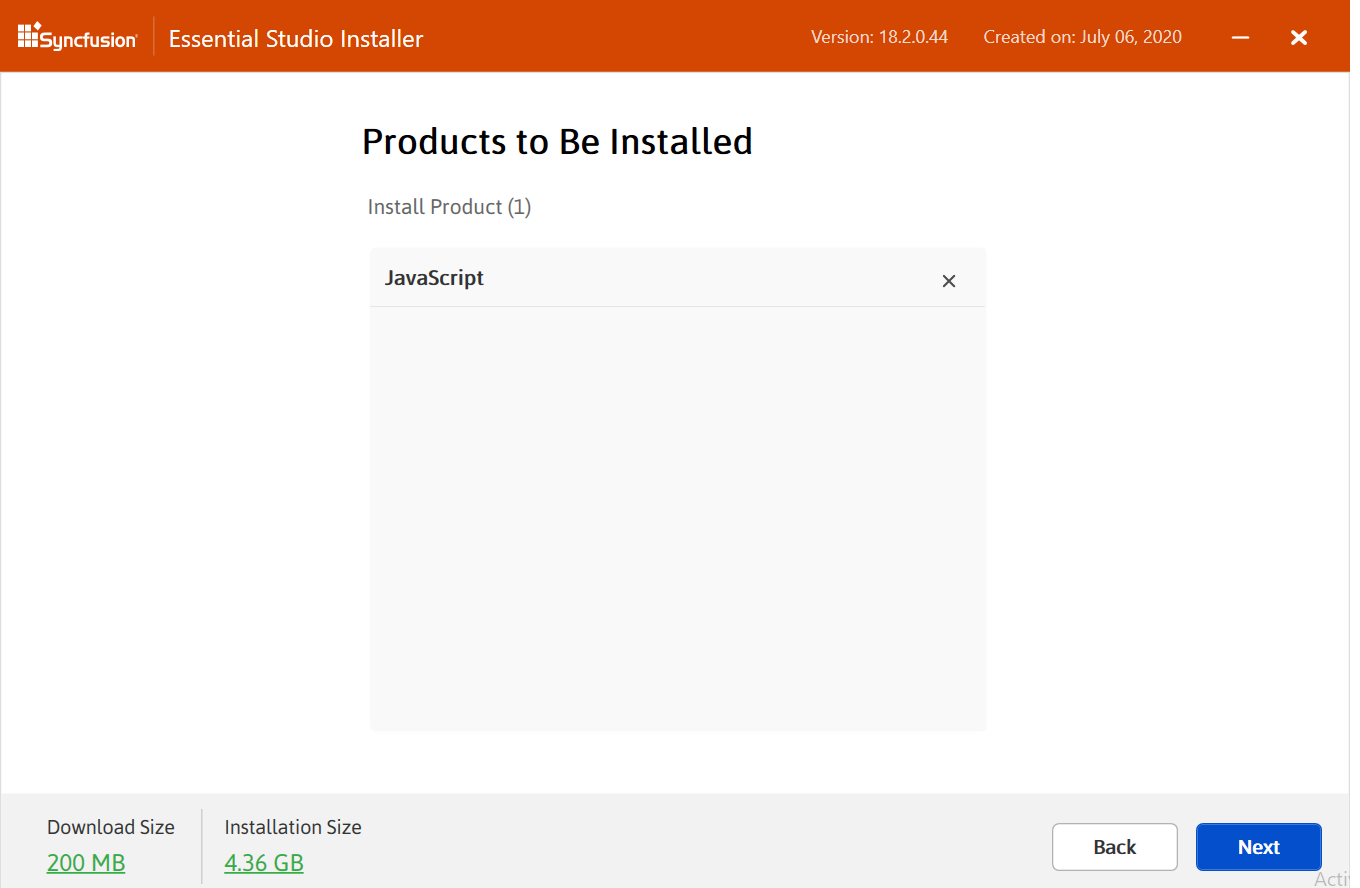 Syncfusion
Essential Studio Installer
Version: 18.2.0.44
Created on: July 06, 2020
Products to Be Installed
Install Product (1)
JavaScript
Download Size
200 MB
Installation Size
4.36 GB
Back
Next
Acti